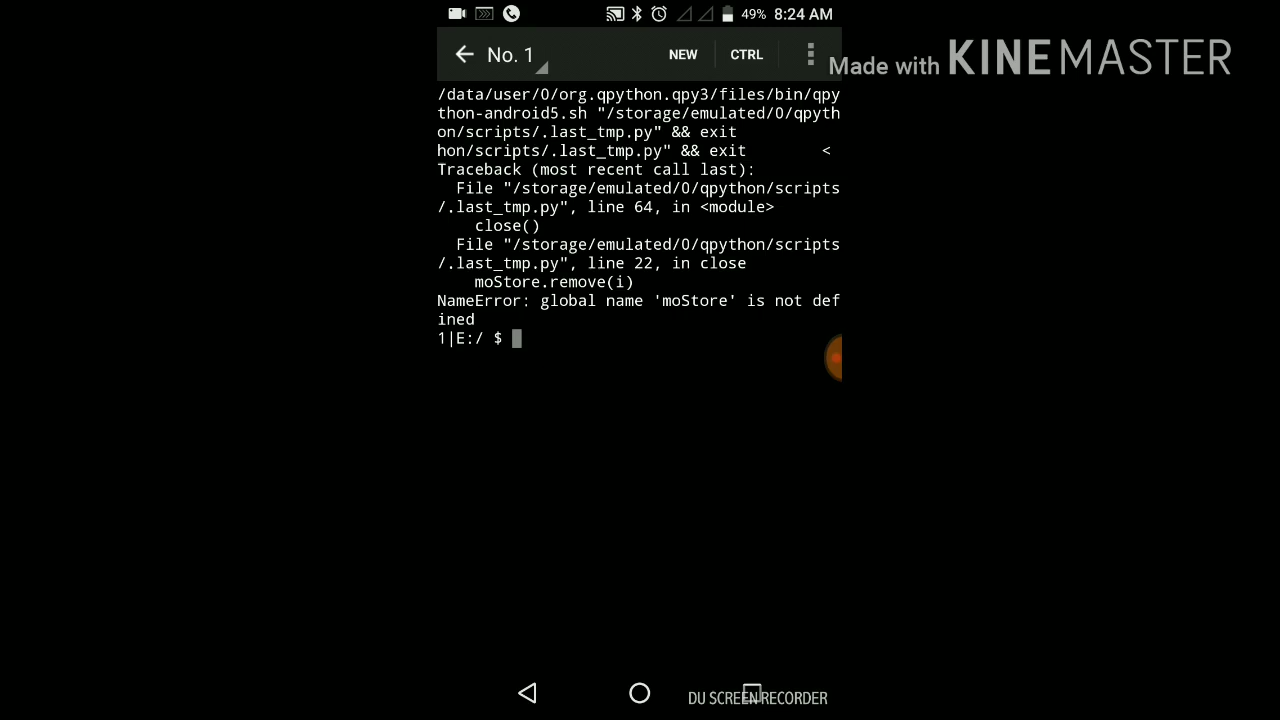 49% 8:24 AM
No. 1 NEW CTRL
Made with KINEMASTER
/data/user/0/org.qpython.qpy3/files/bin/qpy
thon-android5.sh "/storage/emulated/0/qpyth
on/scripts/.last_tmp.py" && exit
hon/scripts/.last_tmp.py" && exit <
Traceback (most recent call last):
File "/storage/emulated/0/qpython/scripts
/.last_tmp.py", line 64, in <module>
close()
File "/storage/emulated/0/qpython/scripts
/.last_tmp.py", line 22, in close
moStore.remove(i)
NameError: global name 'moStore' is not def
ined
1|E:/ $
DU SCREEN RECORDER